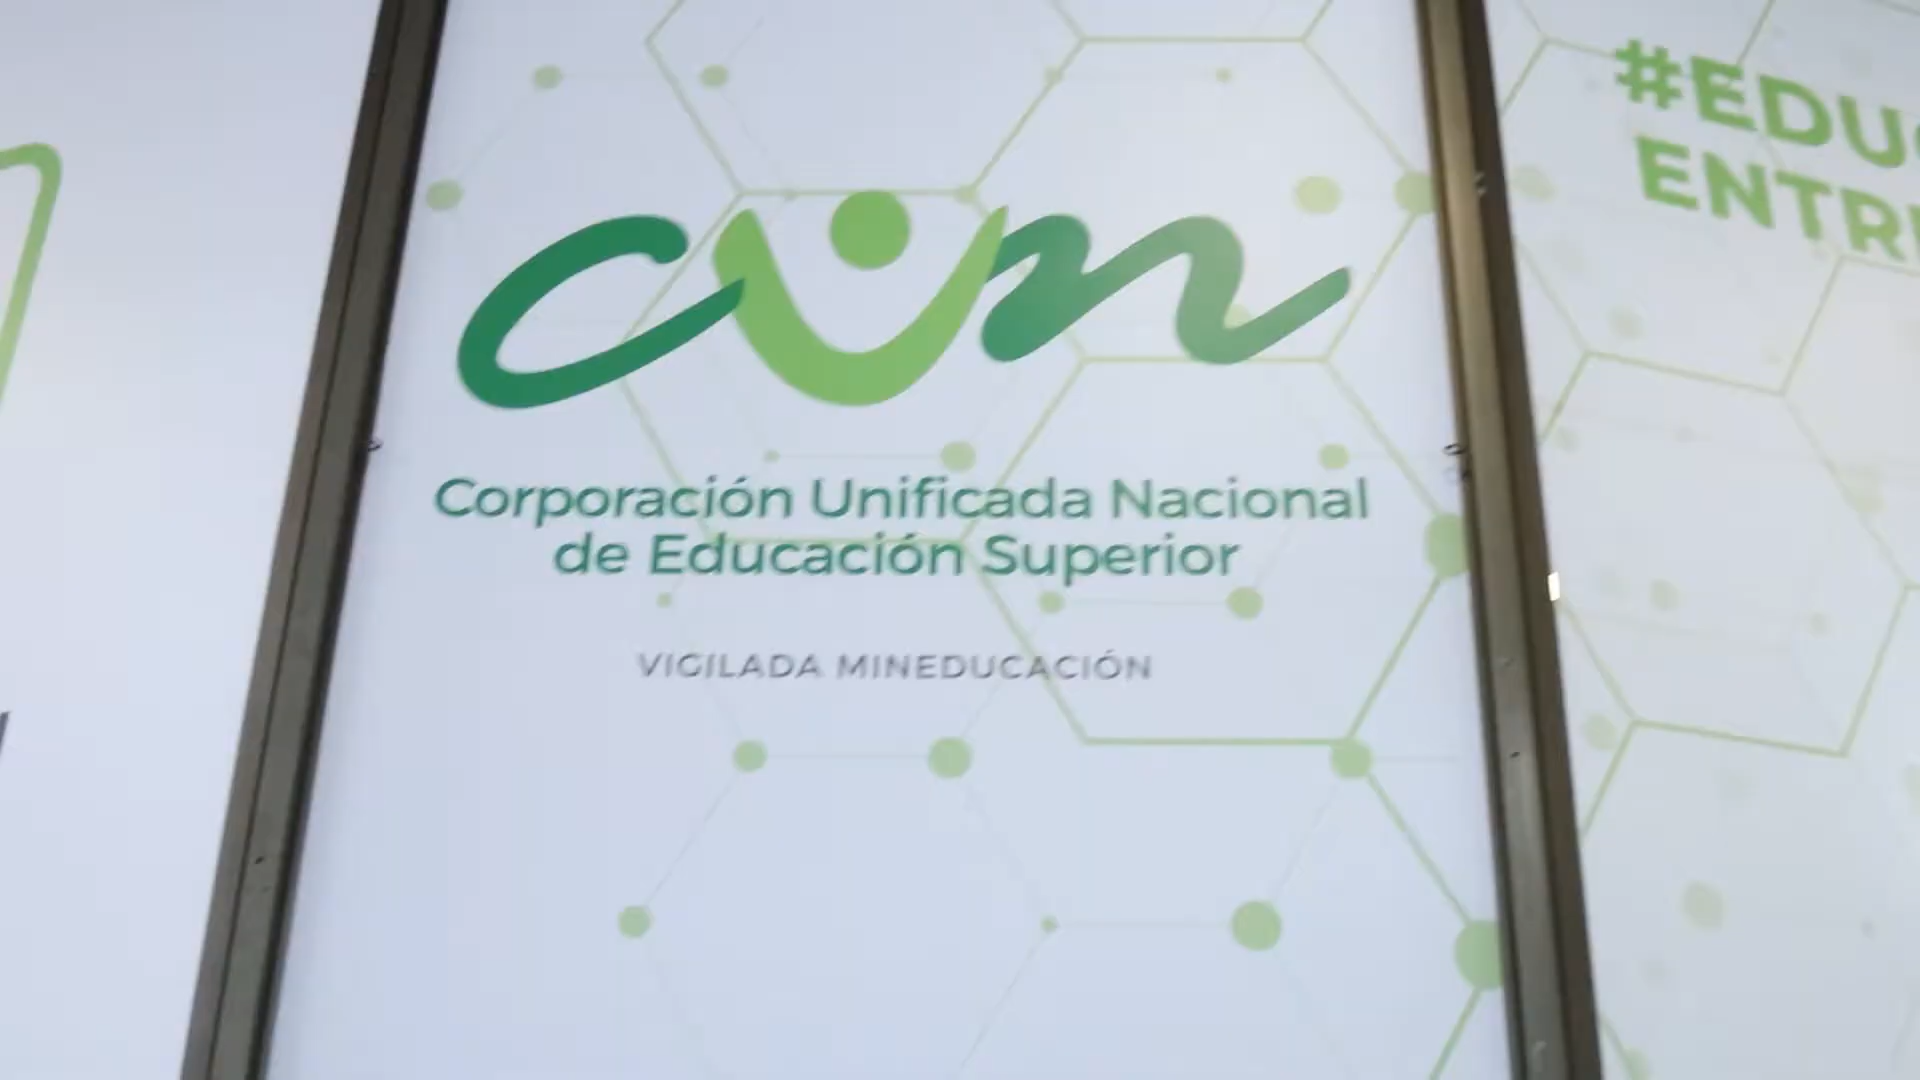 cun
Corporación Unificada Nacional
de Educación Superior
VIGILADA MINEDUCACIÓN